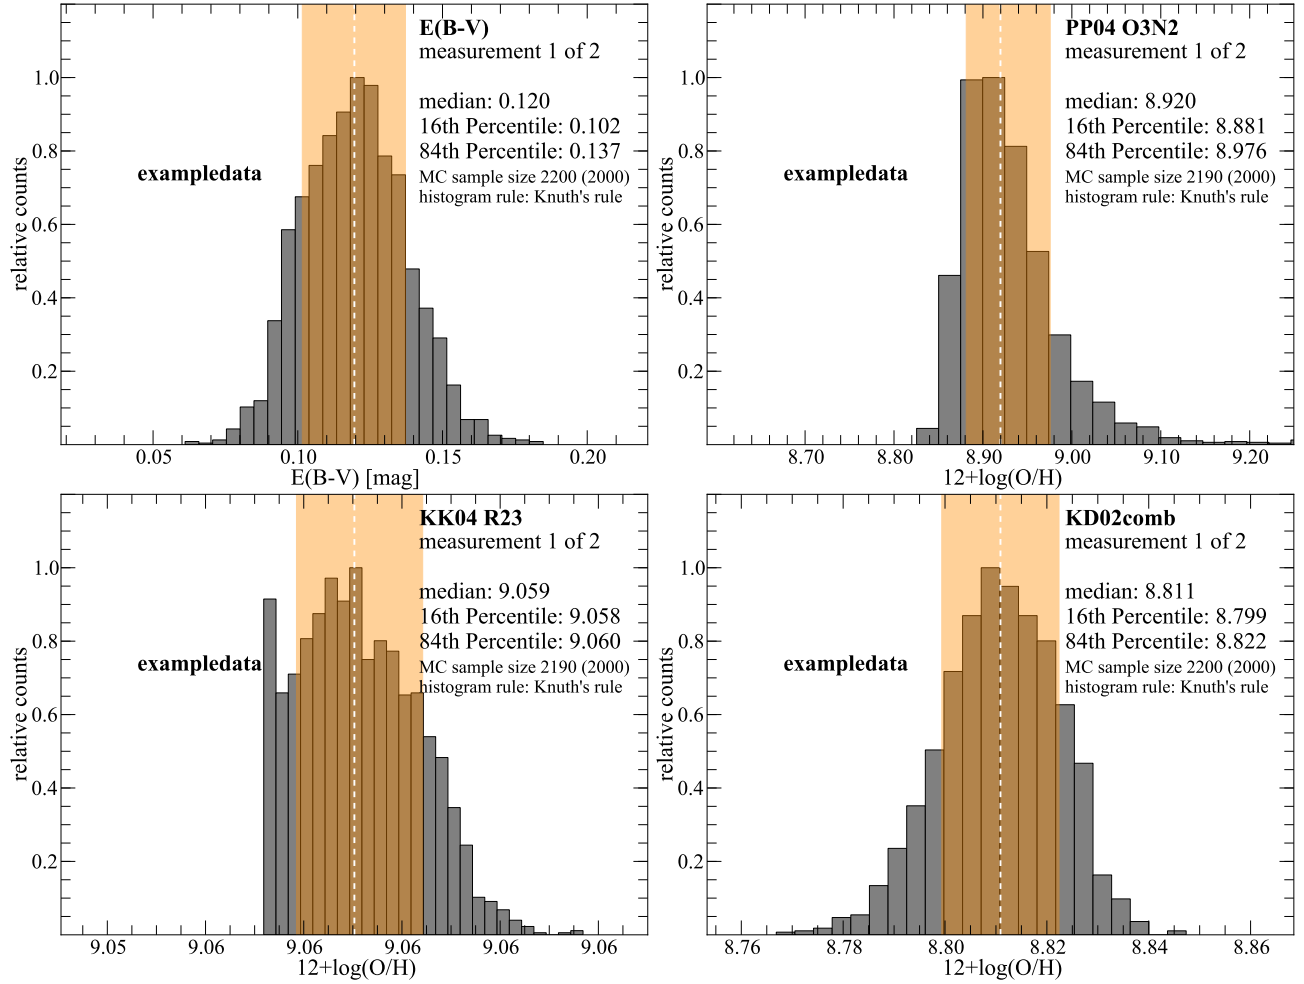 E(B-V)
measurement 1 of 2
median: 0.120
16th Percentile: 0.102
84th Percentile: 0.137
MC sample size 2200 (2000)
histogram rule: Knuth's rule
exampledata
relative counts
1.0
0.8
0.6
0.4
0.2
0.05
0.10
0.15
0.20
E(B-V) [mag]
PP04 O3N2
measurement 1 of 2
median: 8.920
16th Percentile: 8.881
84th Percentile: 8.976
MC sample size 2190 (2000)
histogram rule: Knuth's rule
exampledata
relative counts
1.0
0.8
0.6
0.4
0.2
8.70
8.80
8.90
9.00
9.10
9.20
12+log(O/H)
KK04 R23
measurement 1 of 2
median: 9.059
16th Percentile: 9.058
84th Percentile: 9.060
MC sample size 2190 (2000)
histogram rule: Knuth's rule
exampledata
relative counts
1.0
0.8
0.6
0.4
0.2
9.05
9.06
9.06
9.06
9.06
9.06
12+log(O/H)
KD02comb
measurement 1 of 2
median: 8.811
16th Percentile: 8.799
84th Percentile: 8.822
MC sample size 2200 (2000)
histogram rule: Knuth's rule
exampledata
relative counts
1.0
0.8
0.6
0.4
0.2
8.76
8.78
8.80
8.82
8.84
8.86
12+log(O/H)